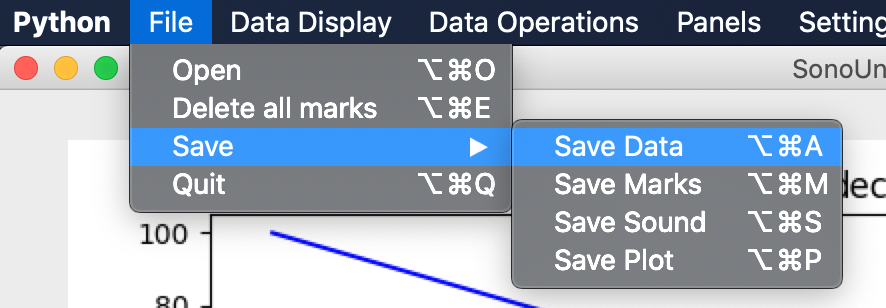 Python File Data Display Data Operations Panels Setting
SonoUn
Open ⌥⌘O
Delete all marks ⌥⌘E
Save ▶
Quit ⌥⌘Q
Save Data ⌥⌘A
Save Marks ⌥⌘M
Save Sound ⌥⌘S
Save Plot ⌥⌘P
dec
100
80